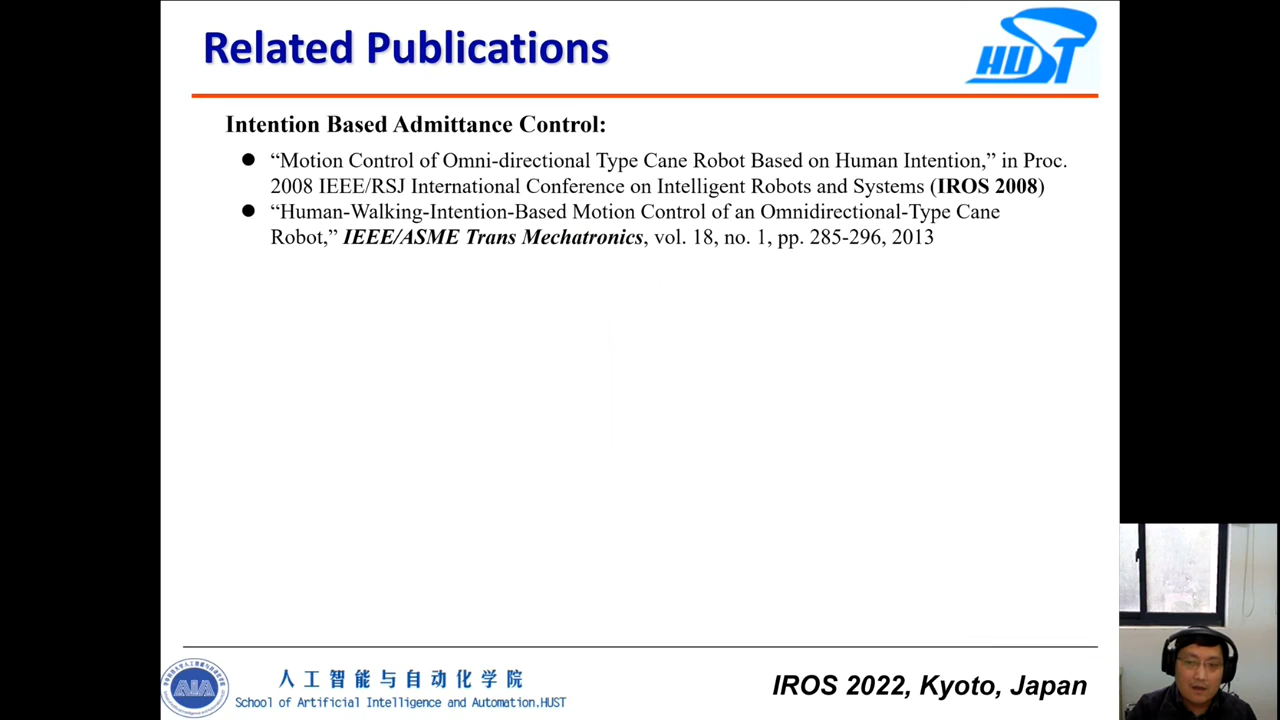 Related Publications
HUST
Intention Based Admittance Control:
● “Motion Control of Omni-directional Type Cane Robot Based on Human Intention,” in Proc.
2008 IEEE/RSJ International Conference on Intelligent Robots and Systems (IROS 2008)
● “Human-Walking-Intention-Based Motion Control of an Omnidirectional-Type Cane
Robot,” IEEE/ASME Trans Mechatronics, vol. 18, no. 1, pp. 285-296, 2013
AIA
人工智能与自动化学院
School of Artificial Intelligence and Automation.HUST
IROS 2022, Kyoto, Japan